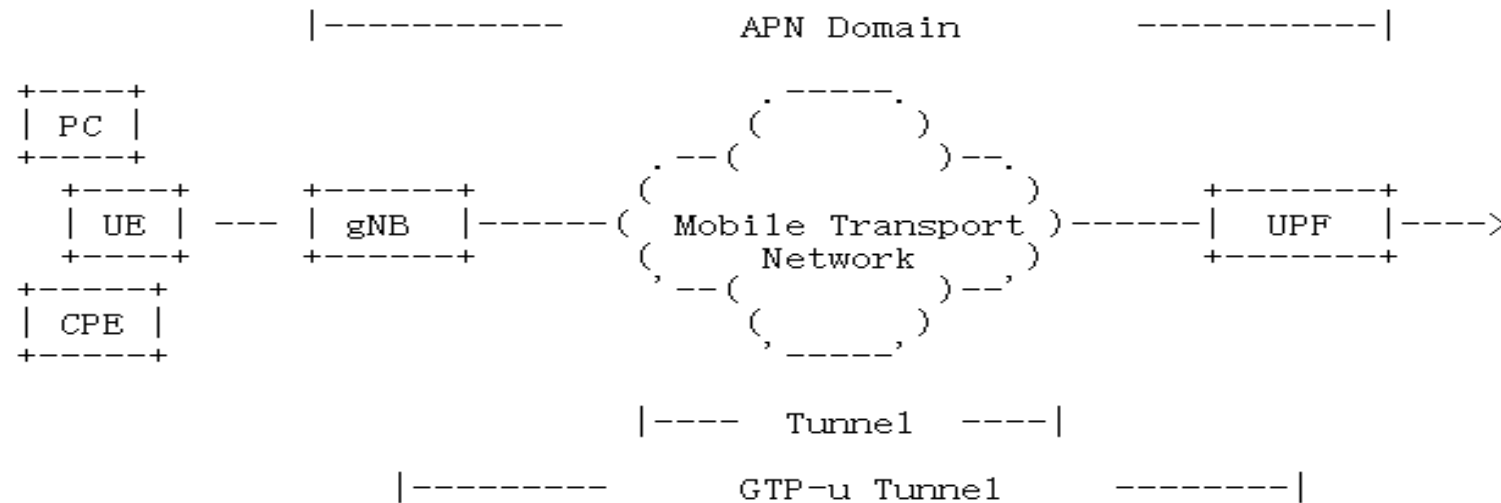 |----------- APN Domain -----------|
PC
UE --- gNB
Mobile Transport
Network
UPF ---->
CPE
|---- Tunnel ----|
|--------- GTP-u Tunnel --------|